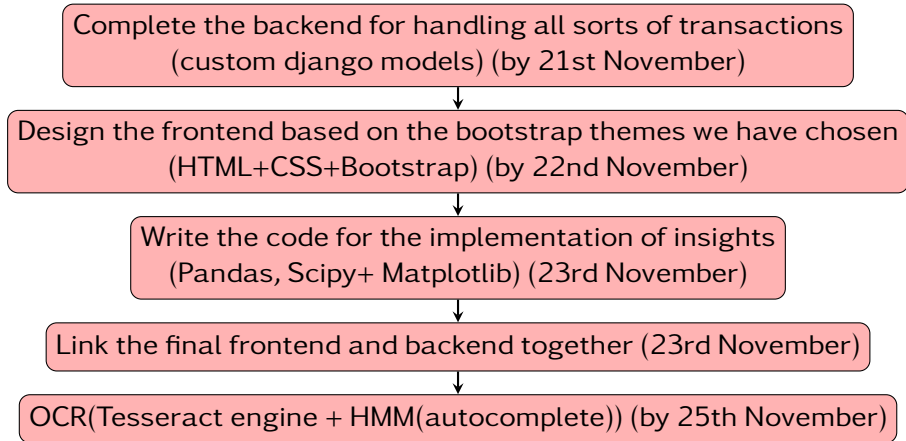 Complete the backend for handling all sorts of transactions
(custom django models) (by 21st November)
Design the frontend based on the bootstrap themes we have chosen
(HTML+CSS+Bootstrap) (by 22nd November)
Write the code for the implementation of insights
(Pandas, Scipy+ Matplotlib) (23rd November)
Link the final frontend and backend together (23rd November)
OCR(Tesseract engine + HMM(autocomplete)) (by 25th November)